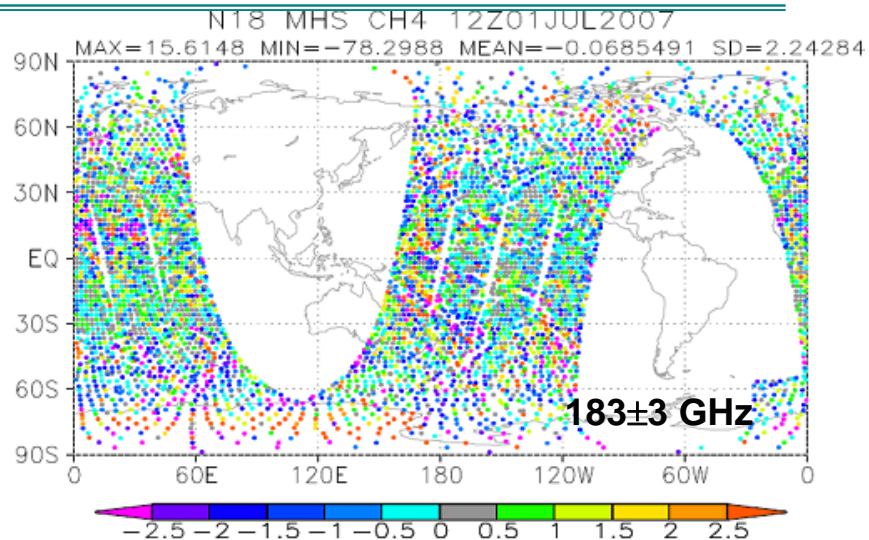 N18 MHS CH4 12Z01JUL2007
MAX=15.6148 MIN=−78.2988 MEAN=−0.0685491 SD=2.24284
90N
60N
30N
EQ
30S
60S
90S
183±3 GHz
0 60E 120E 180 120W 60W 0
−2.5 −2 −1.5 −1 −0.5 0 0.5 1 1.5 2 2.5